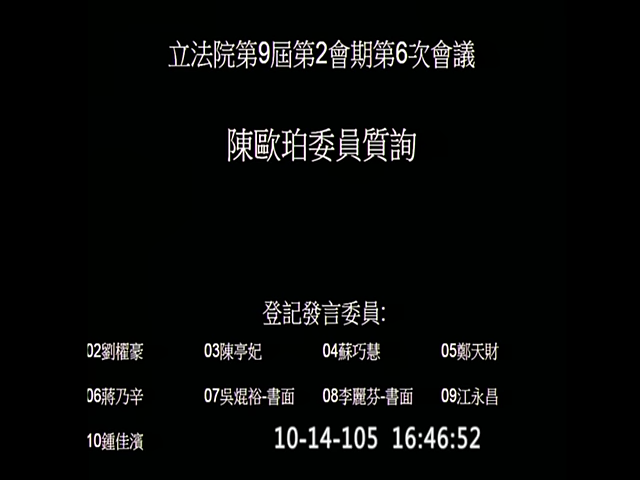 立法院第9屆第2會期第6次會議
陳歐珀委員質詢
登記發言委員:
02劉櫂豪 03陳亭妃 04蘇巧慧 05鄭天財
06蔣乃辛 07吳焜裕-書面 08李麗芬-書面 09江永昌
10鍾佳濱 10-14-105 16:46:52